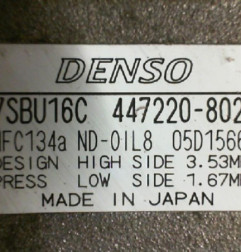 DENSO
7SBU16C 447220-802
HFC134a ND-OIL8 05D1566
DESIGN HIGH SIDE 3.53M
PRESS LOW SIDE 1.67M
MADE IN JAPAN